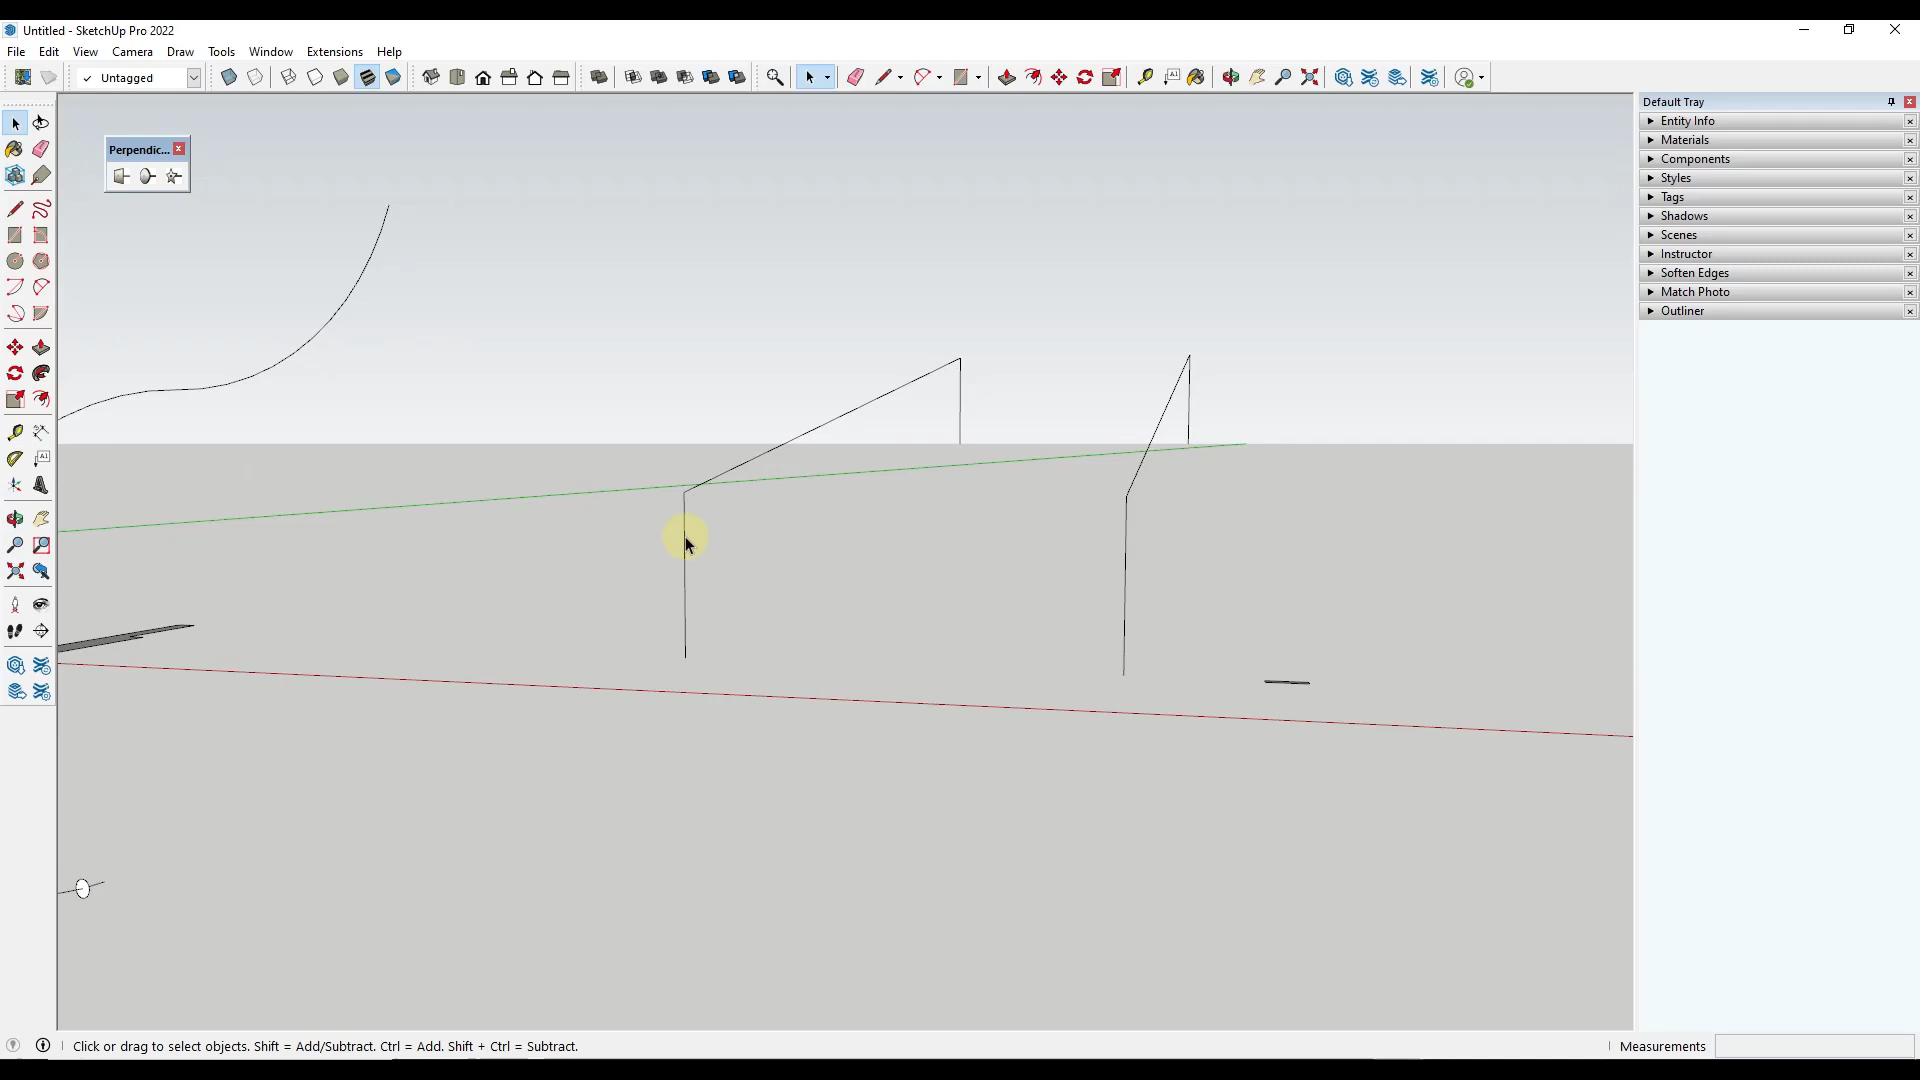 Untitled - SketchUp Pro 2022
File Edit View Camera Draw Tools Window Extensions Help
Untagged
A1
Default Tray
Entity Info
Materials
Components
Styles
Tags
Shadows
Scenes
Instructor
Soften Edges
Match Photo
Outliner
Perpendic...
A1
Click or drag to select objects. Shift = Add/Subtract. Ctrl = Add. Shift + Ctrl = Subtract.
Measurements